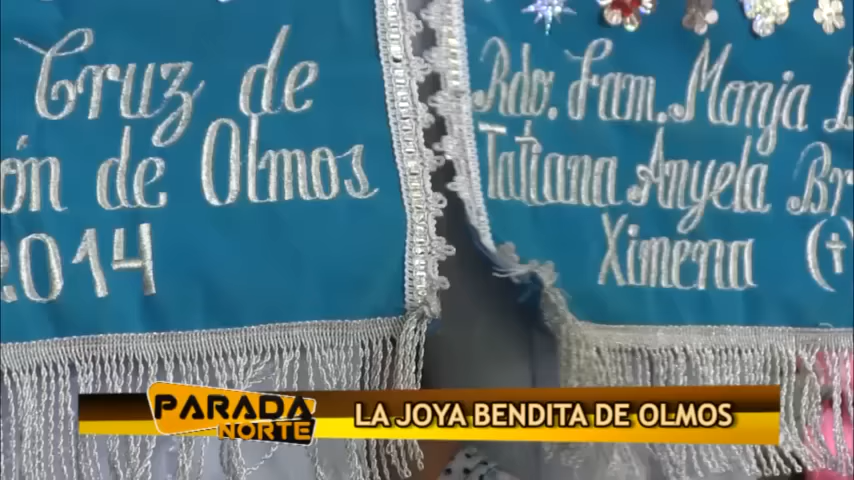 Cruz de
ón de Olmos
2014
Rdo. Fam. Monja
Tatiana Angela Br
Ximena (✝)
PARADA
NORTE
LA JOYA BENDITA DE OLMOS